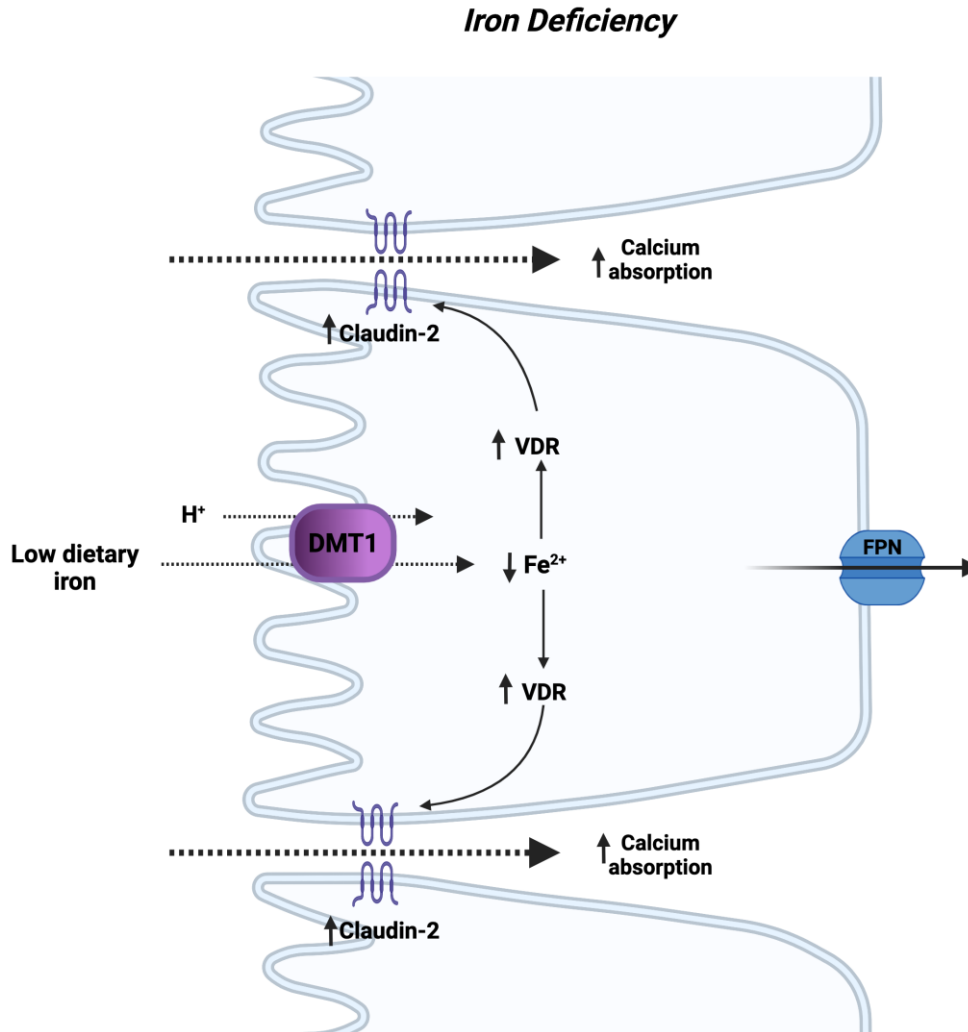 Iron Deficiency
↑ Calcium
absorption
↑ Claudin-2
↑ VDR
H⁺
DMT1
Low dietary
iron
↓ Fe²⁺
FPN
↑ VDR
↑ Calcium
absorption
↑ Claudin-2